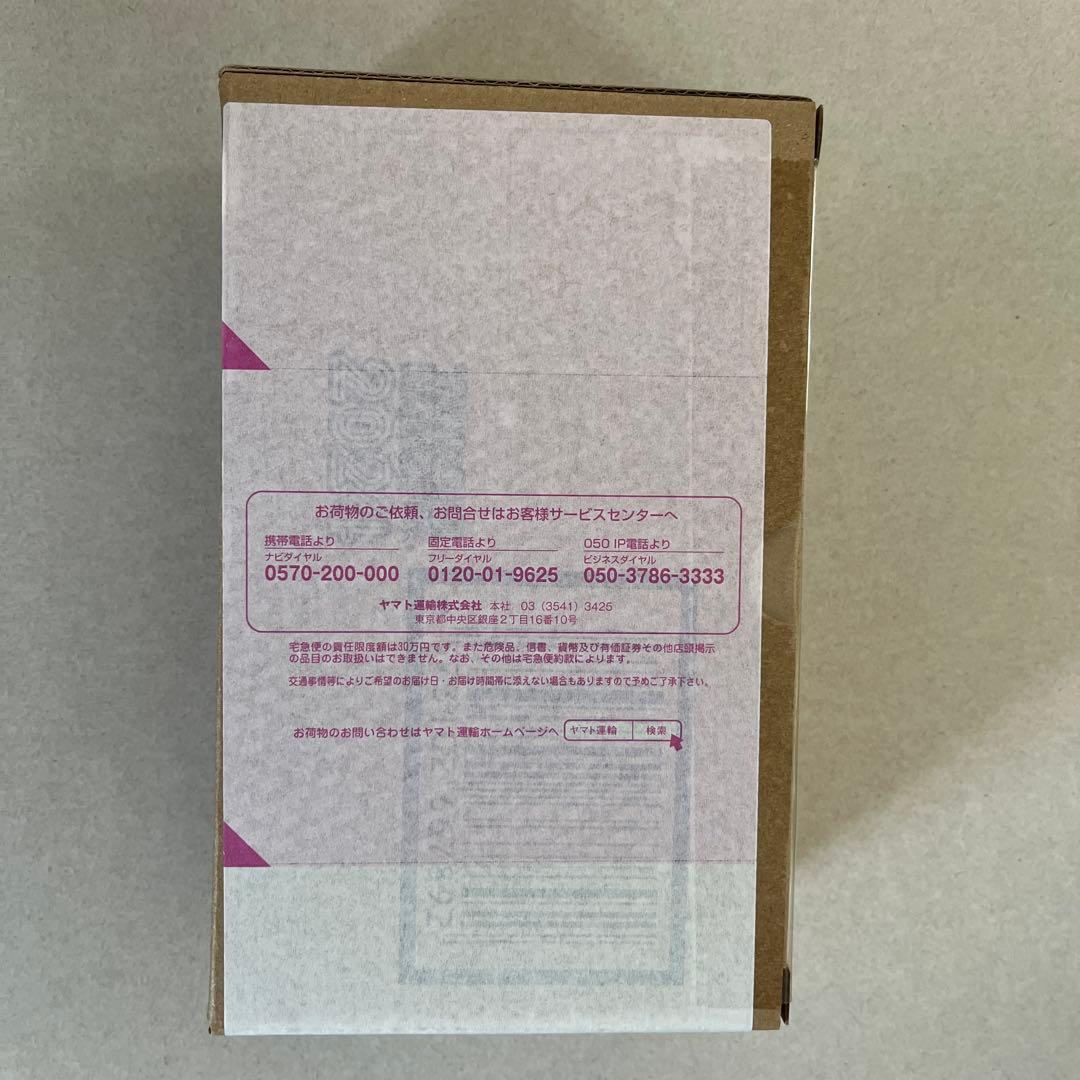 お荷物のご依頼、お問合せはお客様サービスセンターへ
携帯電話より
ナビダイヤル
0570-200-000
固定電話より
フリーダイヤル
0120-01-9625
050 IP電話より
ビジネスダイヤル
050-3786-3333
ヤマト運輸株式会社 本社 03（3541）3425
東京都中央区銀座2丁目16番10号
宅急便の責任限度額は30万円です。また危険品、信書、貨幣及び有価証券その他店頭掲示
の品目のお取扱いはできません。なお、その他は宅急便約款によります。
交通事情等によりご希望のお届け日・お届け時間帯に添えない場合もありますので予めご了承下さい。
お荷物のお問い合わせはヤマト運輸ホームページへ ヤマト運輸 検索